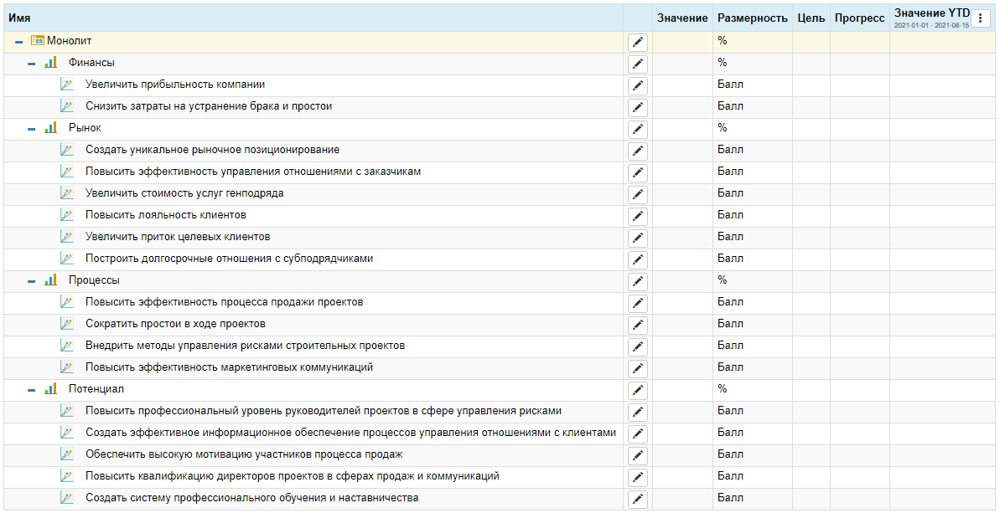 Имя Значение Размерность Цель Прогресс Значение YTD
2021-01-01 - 2021-06-15
Монолит %
Финансы %
Увеличить прибыльность компании Балл
Снизить затраты на устранение брака и простои Балл
Рынок %
Создать уникальное рыночное позиционирование Балл
Повысить эффективность управления отношениями с заказчикам Балл
Увеличить стоимость услуг генподряда Балл
Повысить лояльность клиентов Балл
Увеличить приток целевых клиентов Балл
Построить долгосрочные отношения с субподрядчиками Балл
Процессы %
Повысить эффективность процесса продажи проектов Балл
Сократить простои в ходе проектов Балл
Внедрить методы управления рисками строительных проектов Балл
Повысить эффективность маркетинговых коммуникаций Балл
Потенциал %
Повысить профессиональный уровень руководителей проектов в сфере управления рисками Балл
Создать эффективное информационное обеспечение процессов управления отношениями с клиентами Балл
Обеспечить высокую мотивацию участников процесса продаж Балл
Повысить квалификацию директоров проектов в сферах продаж и коммуникаций Балл
Создать систему профессионального обучения и наставничества Балл